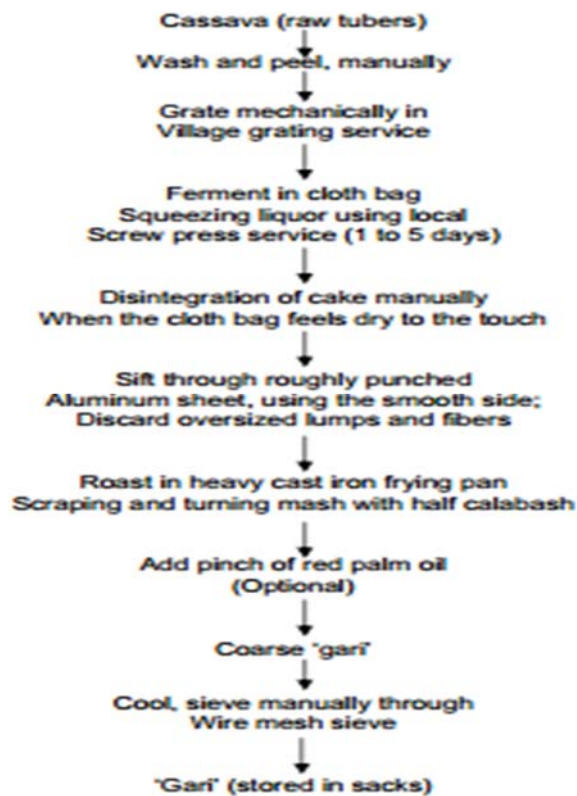 Cassava (raw tubers)
Wash and peel, manually
Grate mechanically in
Village grating service
Ferment in cloth bag
Squeezing liquor using local
Screw press service (1 to 5 days)
Disintegration of cake manually
When the cloth bag feels dry to the touch
Sift through roughly punched
Aluminum sheet, using the smooth side;
Discard oversized lumps and fibers
Roast in heavy cast iron frying pan
Scraping and turning mash with half calabash
Add pinch of red palm oil
(Optional)
Coarse 'gari'
Cool, sieve manually through
Wire mesh sieve
'Gari' (stored in sacks)